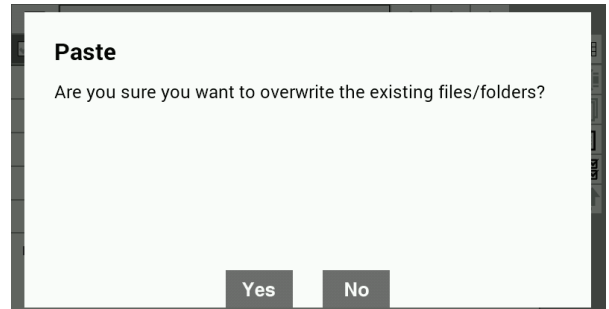 Paste
Are you sure you want to overwrite the existing files/folders?
Yes No